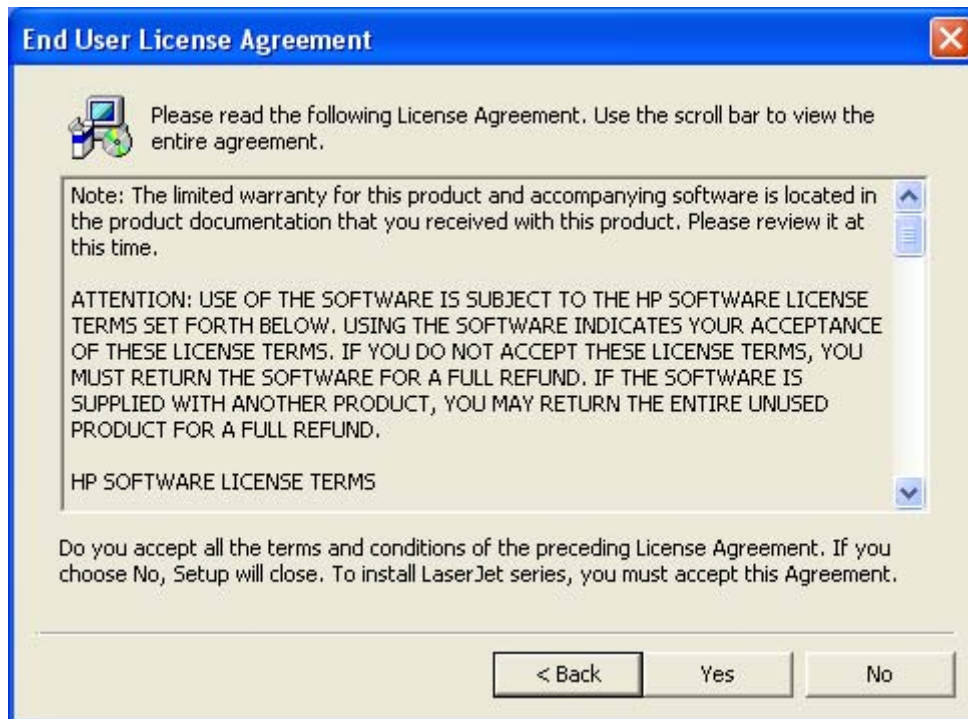 End User License Agreement
Please read the following License Agreement. Use the scroll bar to view the
entire agreement.
Note: The limited warranty for this product and accompanying software is located in
the product documentation that you received with this product. Please review it at
this time.
ATTENTION: USE OF THE SOFTWARE IS SUBJECT TO THE HP SOFTWARE LICENSE
TERMS SET FORTH BELOW. USING THE SOFTWARE INDICATES YOUR ACCEPTANCE
OF THESE LICENSE TERMS. IF YOU DO NOT ACCEPT THESE LICENSE TERMS, YOU
MUST RETURN THE SOFTWARE FOR A FULL REFUND. IF THE SOFTWARE IS
SUPPLIED WITH ANOTHER PRODUCT, YOU MAY RETURN THE ENTIRE UNUSED
PRODUCT FOR A FULL REFUND.
HP SOFTWARE LICENSE TERMS
Do you accept all the terms and conditions of the preceding License Agreement. If you
choose No, Setup will close. To install LaserJet series, you must accept this Agreement.
< Back
Yes
No